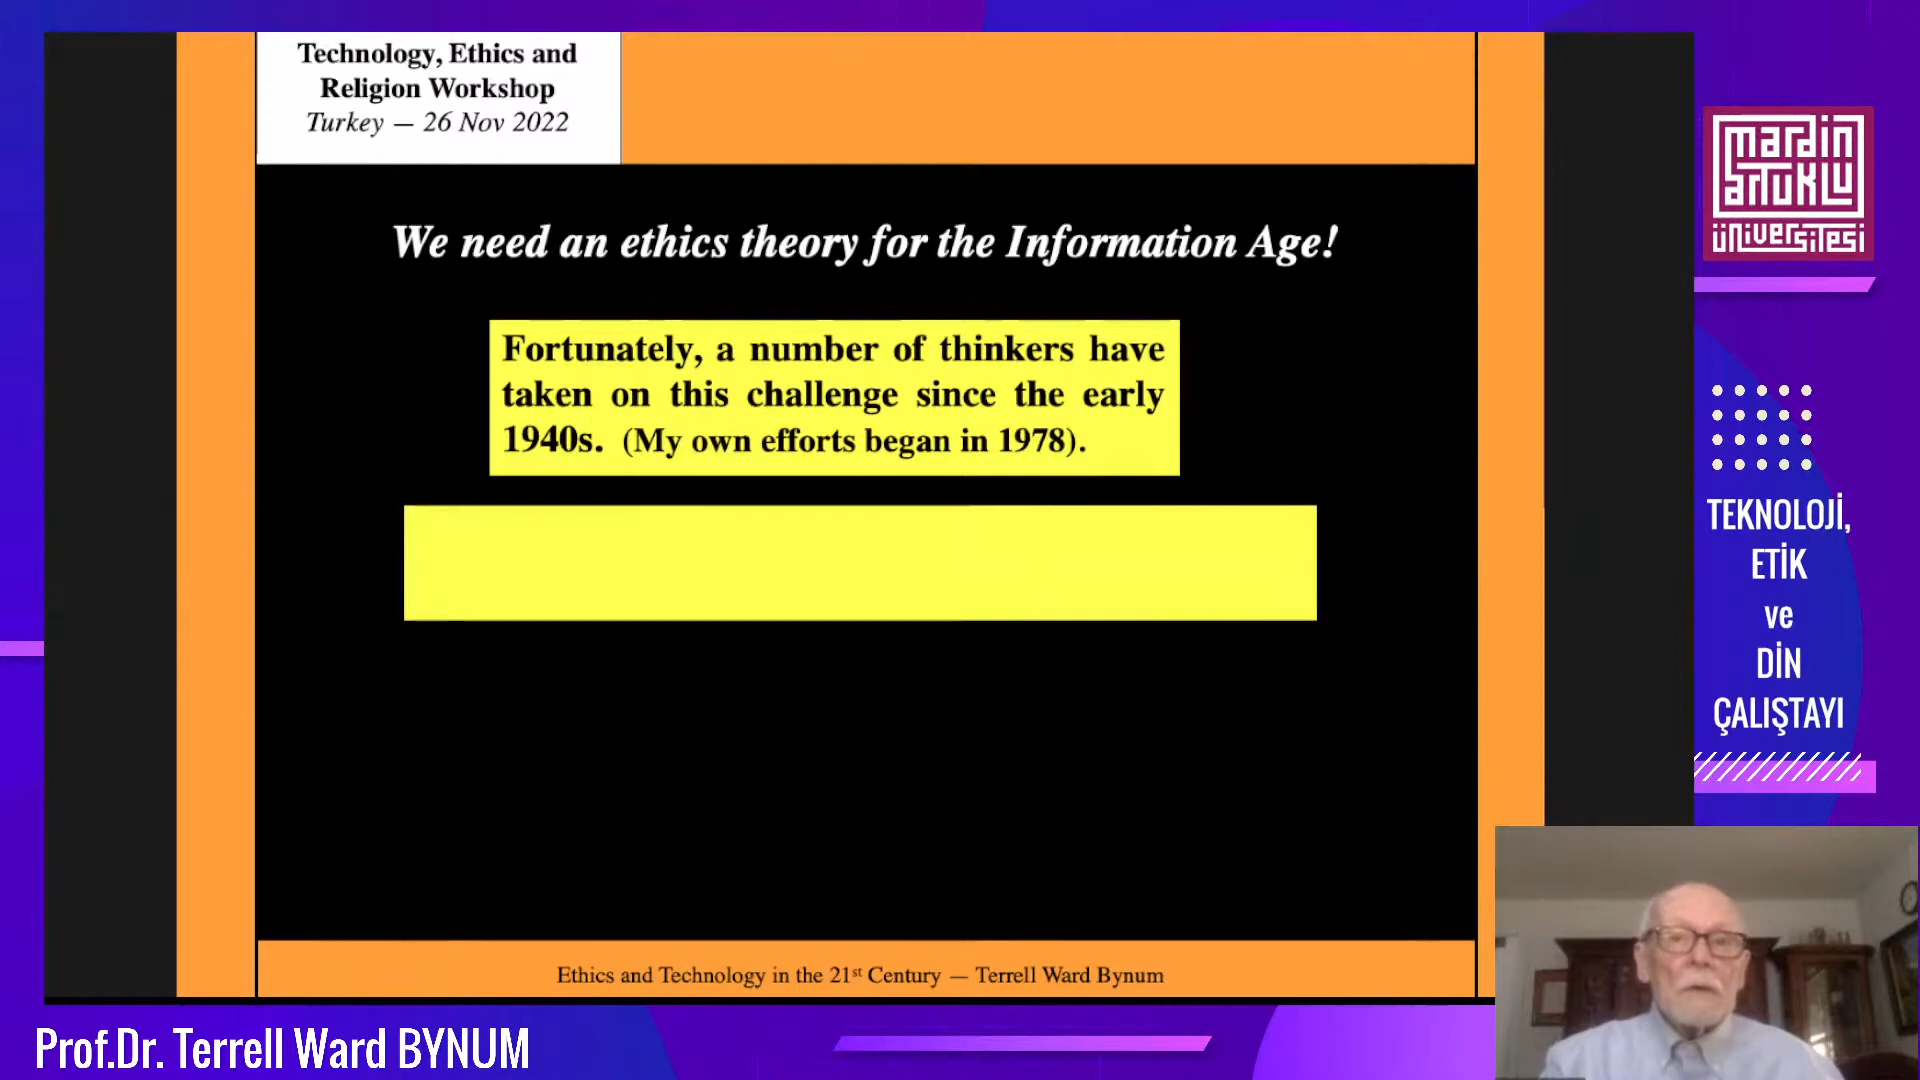 Technology, Ethics and
Religion Workshop
Turkey — 26 Nov 2022
We need an ethics theory for the Information Age!
Fortunately, a number of thinkers have
taken on this challenge since the early
1940s. (My own efforts began in 1978).
Ethics and Technology in the 21st Century — Terrell Ward Bynum
mardin
artuklu
üniversitesi
TEKNOLOJİ,
ETİK
ve
DİN
ÇALIŞTAYI
Prof.Dr. Terrell Ward BYNUM